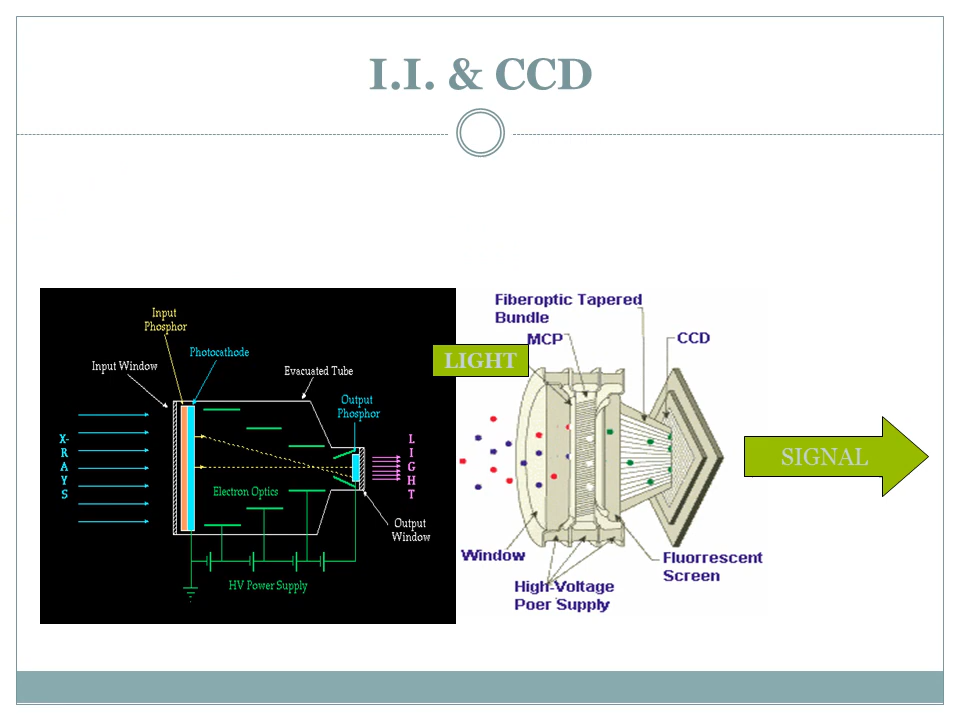 I.I. & CCD
Input
Phosphor
Photocathode
Input Window
Evacuated Tube
Output
Phosphor
X-
R
A
Y
S
L
I
G
H
T
Electron Optics
Output
Window
HV Power Supply
Fiberoptic Tapered
Bundle
MCP
CCD
LIGHT
SIGNAL
Window
Fluorrescent
Screen
High-Voltage
Poer Supply